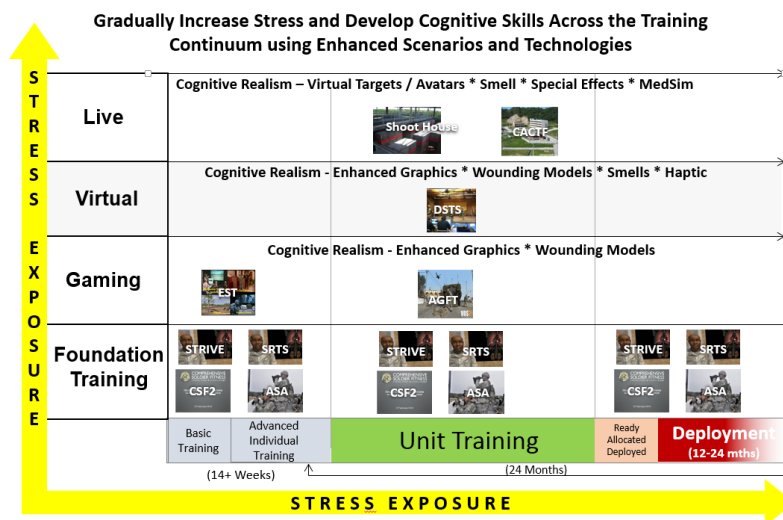 Gradually Increase Stress and Develop Cognitive Skills Across the Training
Continuum using Enhanced Scenarios and Technologies
STRESS EXPOSURE
Live
Cognitive Realism – Virtual Targets / Avatars * Smell * Special Effects * MedSim
Shoot House
CACTF
Virtual
Cognitive Realism - Enhanced Graphics * Wounding Models * Smells * Haptic
DSTS
Gaming
Cognitive Realism - Enhanced Graphics * Wounding Models
EST
AGFT
Foundation
Training
STRIVE SRTS STRIVE SRTS STRIVE SRTS
CSF2 ASA CSF2 ASA CSF2 ASA
Basic
Training
Advanced
Individual
Training
Unit Training
Ready
Allocated
Deployed
Deployment
(12-24 mths)
(14+ Weeks)
(24 Months)
STRESS EXPOSURE